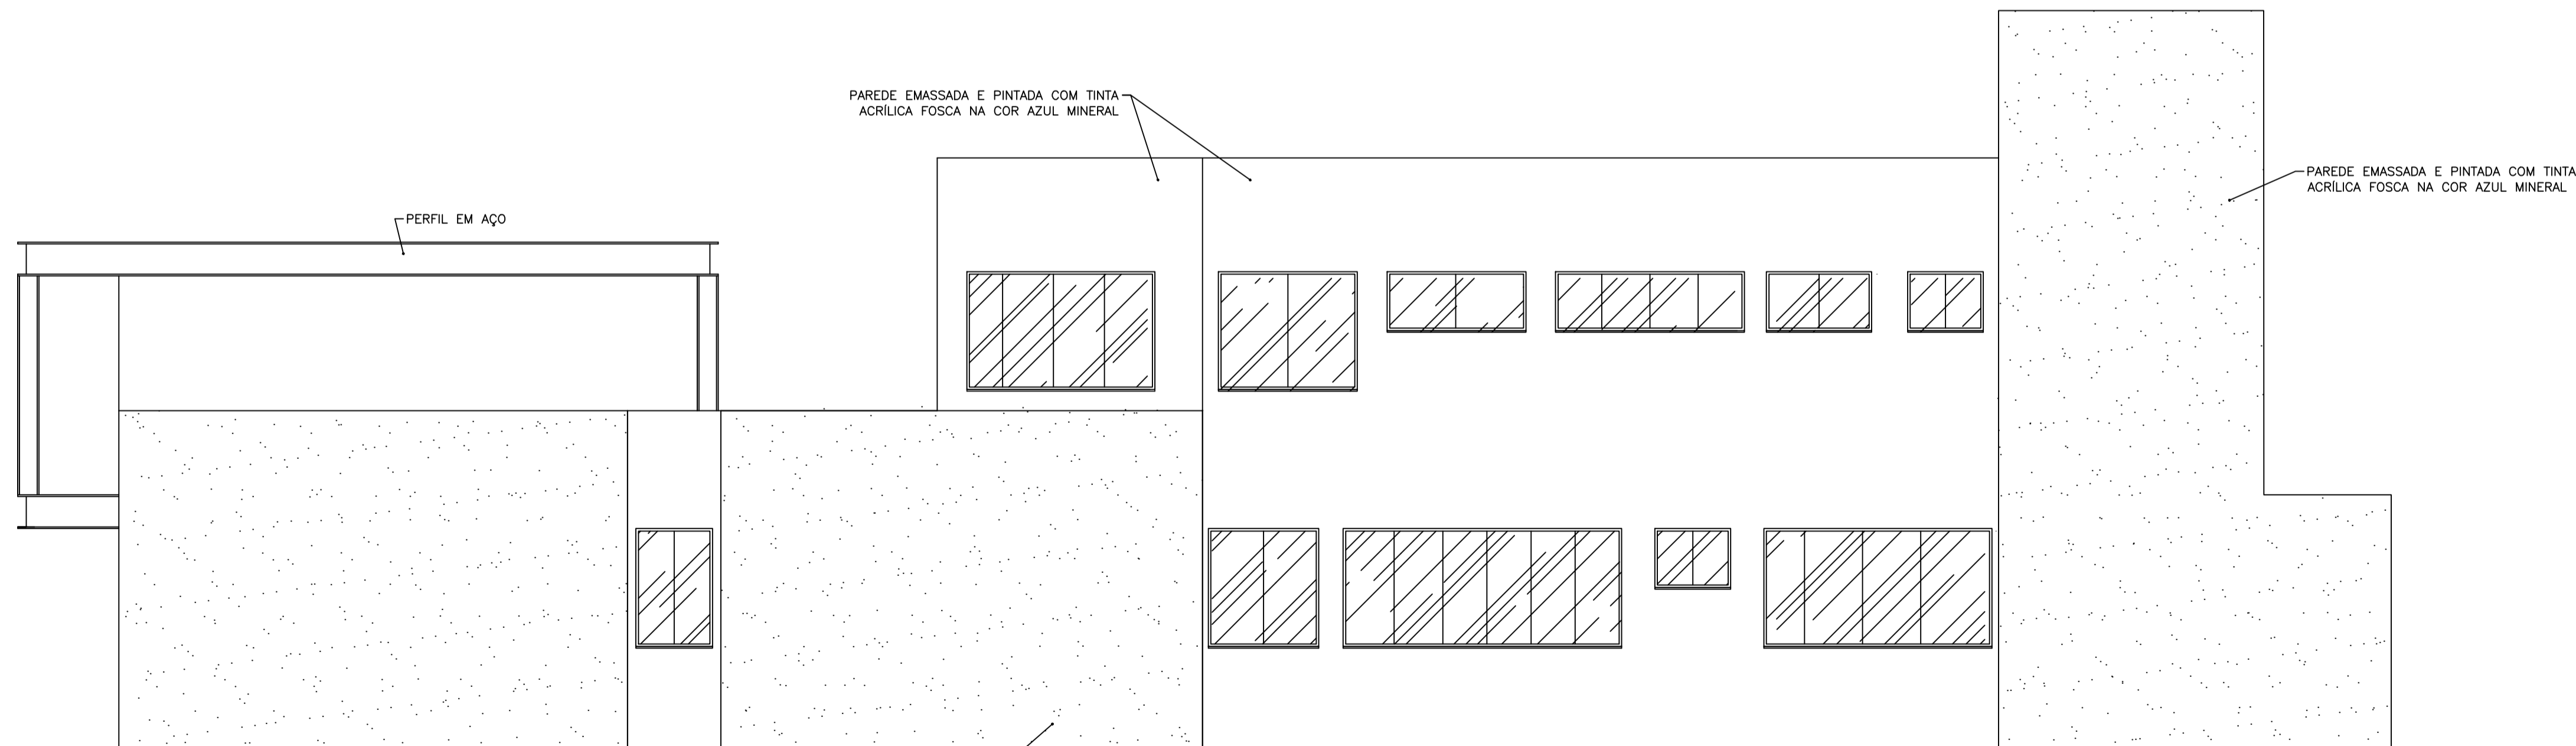 PAREDE EMASSADA E PINTADA COM TINTA
ACRÍLICA FOSCA NA COR AZUL MINERAL
PAREDE EMASSADA E PINTADA COM TINTA
ACRÍLICA FOSCA NA COR AZUL MINERAL
PERFIL EM AÇO